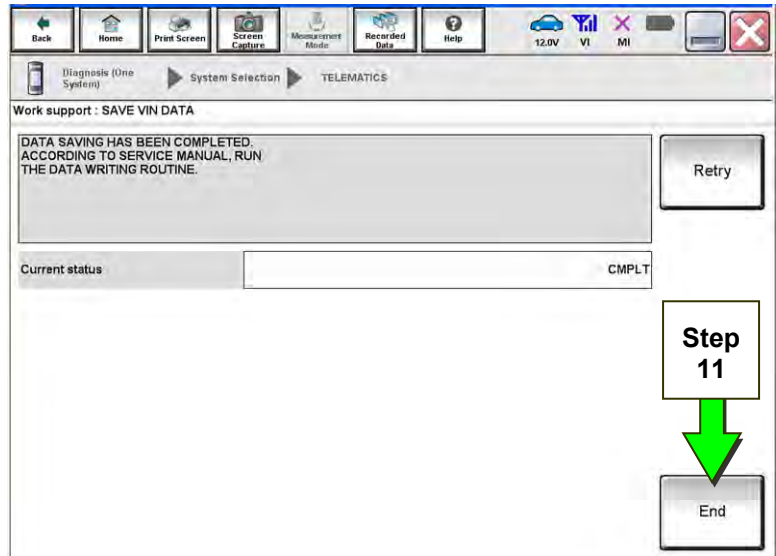 Back
Home
Print Screen
Screen
Capture
Measurement
Mode
Recorded
Data
Help
12.0V
VI
MI
Diagnosis (One
System)
System Selection
TELEMATICS
Work support : SAVE VIN DATA
DATA SAVING HAS BEEN COMPLETED.
ACCORDING TO SERVICE MANUAL, RUN
THE DATA WRITING ROUTINE.
Retry
Current status
CMPLT
Step
11
End